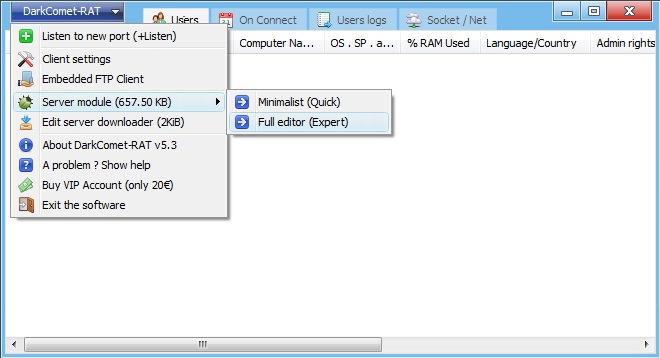 DarkComet-RAT
Users
On Connect
Users logs
Socket / Net
Computer Na...
OS . SP . a...
% RAM Used
Language/Country
Admin rights
Listen to new port (+Listen)
Client settings
Embedded FTP Client
Server module (657.50 KB)
Minimalist (Quick)
Edit server downloader (2KiB)
Full editor (Expert)
About DarkComet-RAT v5.3
A problem ? Show help
Buy VIP Account (only 20€)
Exit the software